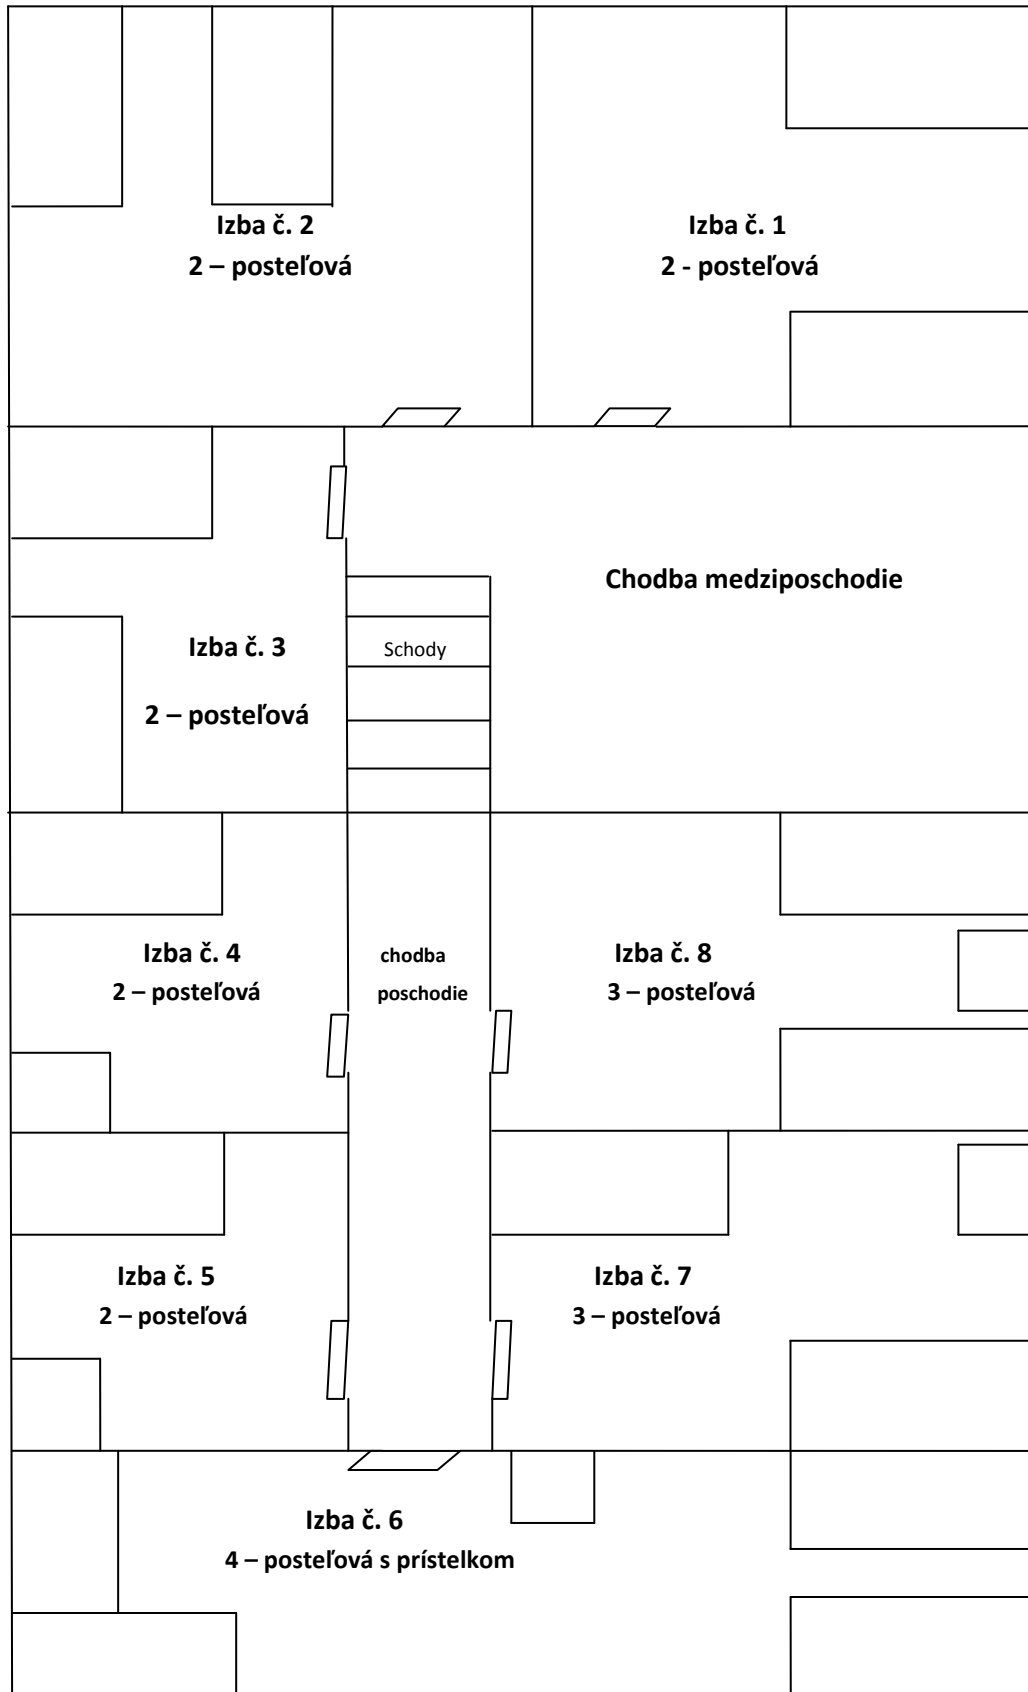 Izba č. 2
2 – posteľová
Izba č. 1
2 - posteľová
Chodba medziposchodie
Izba č. 3
2 – posteľová
Schody
Izba č. 4
2 – posteľová
chodba
poschodie
Izba č. 8
3 – posteľová
Izba č. 5
2 – posteľová
Izba č. 7
3 – posteľová
Izba č. 6
4 – posteľová s prístelkom